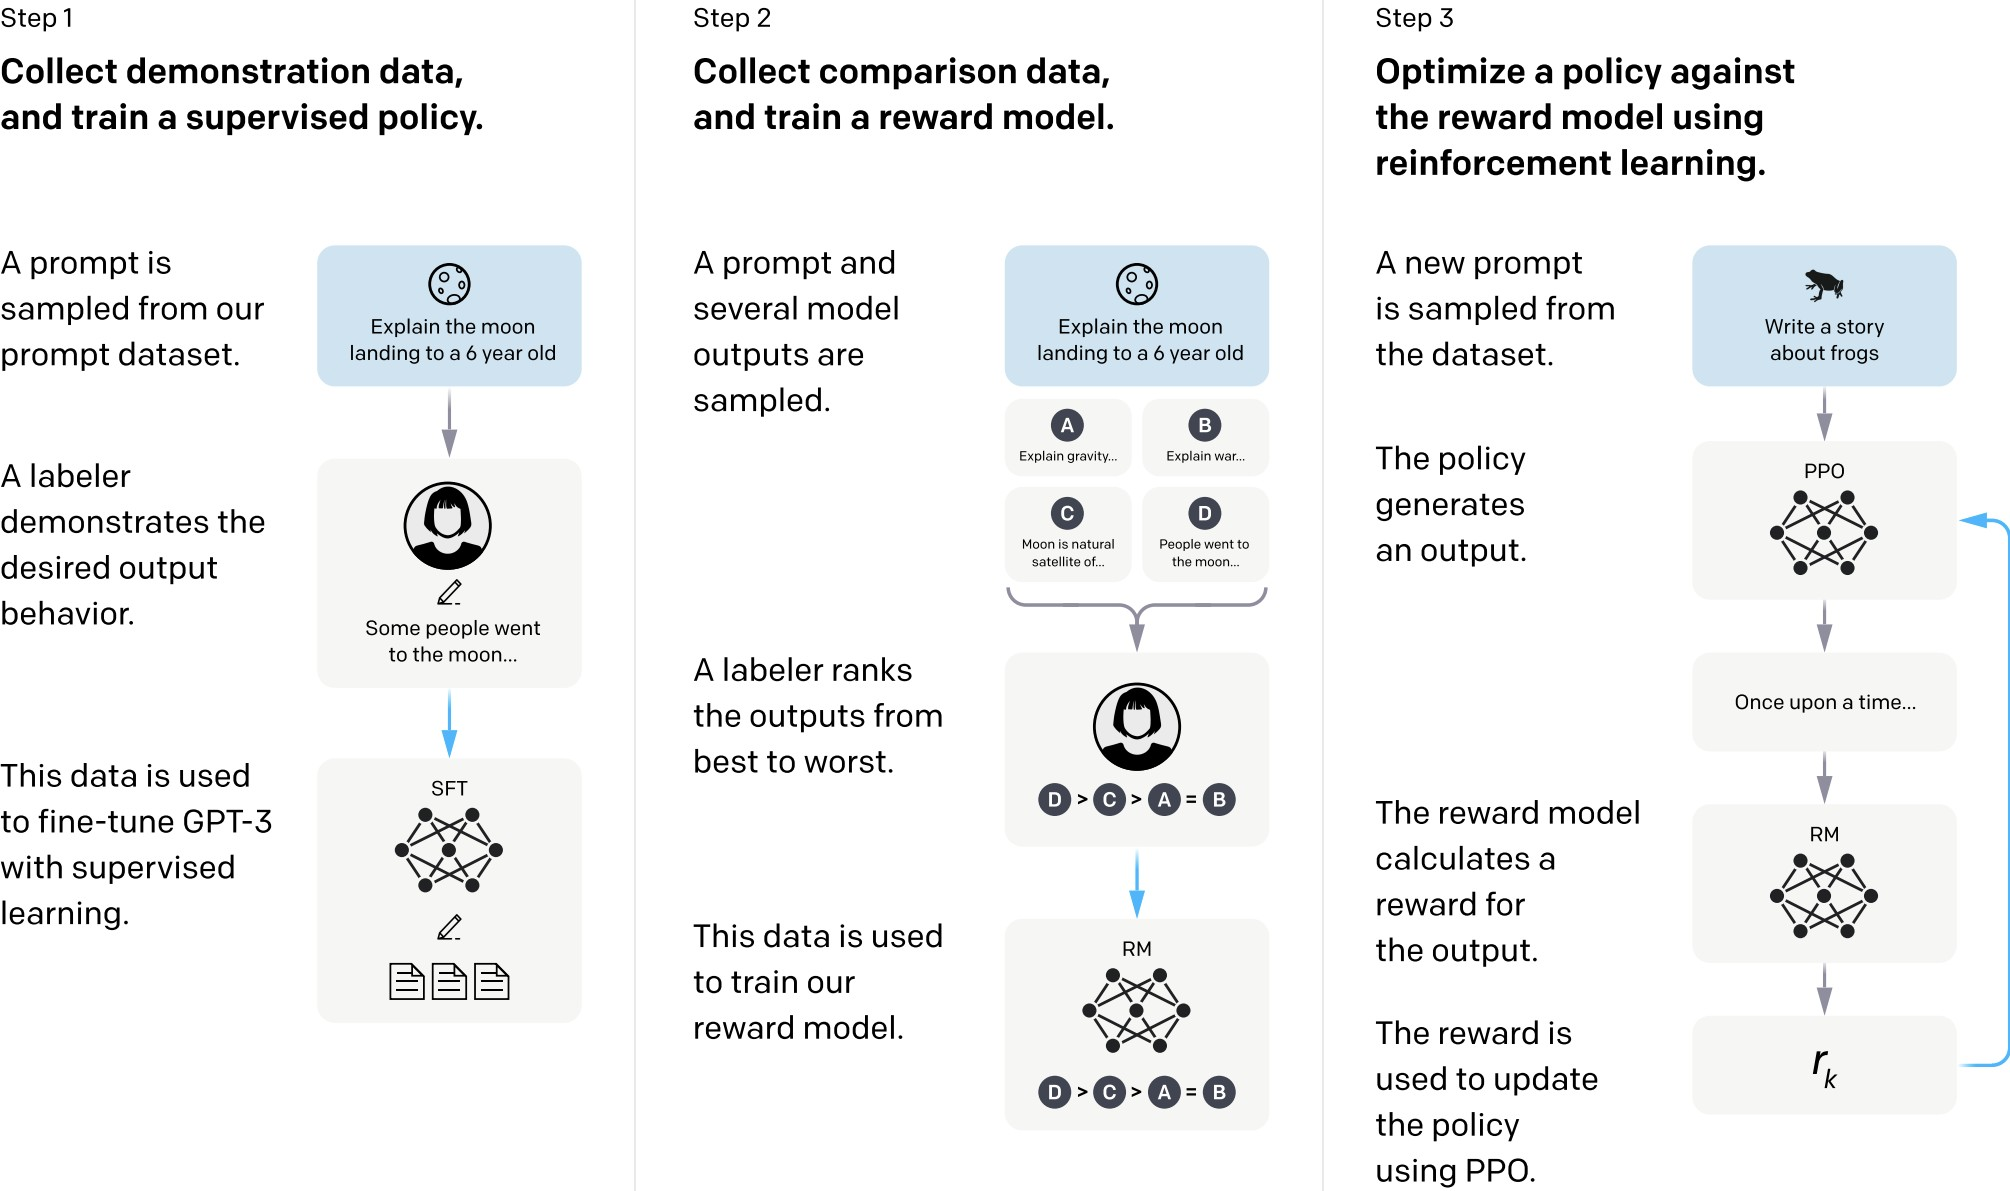 Step 1
Collect demonstration data,
and train a supervised policy.
A prompt is
sampled from our
prompt dataset.
Explain the moon
landing to a 6 year old
A labeler
demonstrates the
desired output
behavior.
Some people went
to the moon...
This data is used
to fine-tune GPT-3
with supervised
learning.
SFT
Step 2
Collect comparison data,
and train a reward model.
A prompt and
several model
outputs are
sampled.
Explain the moon
landing to a 6 year old
A
Explain gravity...
B
Explain war...
C
Moon is natural
satellite of...
D
People went to
the moon...
A labeler ranks
the outputs from
best to worst.
D > C > A = B
This data is used
to train our
reward model.
RM
D > C > A = B
Step 3
Optimize a policy against
the reward model using
reinforcement learning.
A new prompt
is sampled from
the dataset.
Write a story
about frogs
The policy
generates
an output.
PPO
Once upon a time...
The reward model
calculates a
reward for
the output.
RM
The reward is
used to update
the policy
using PPO.
r_k